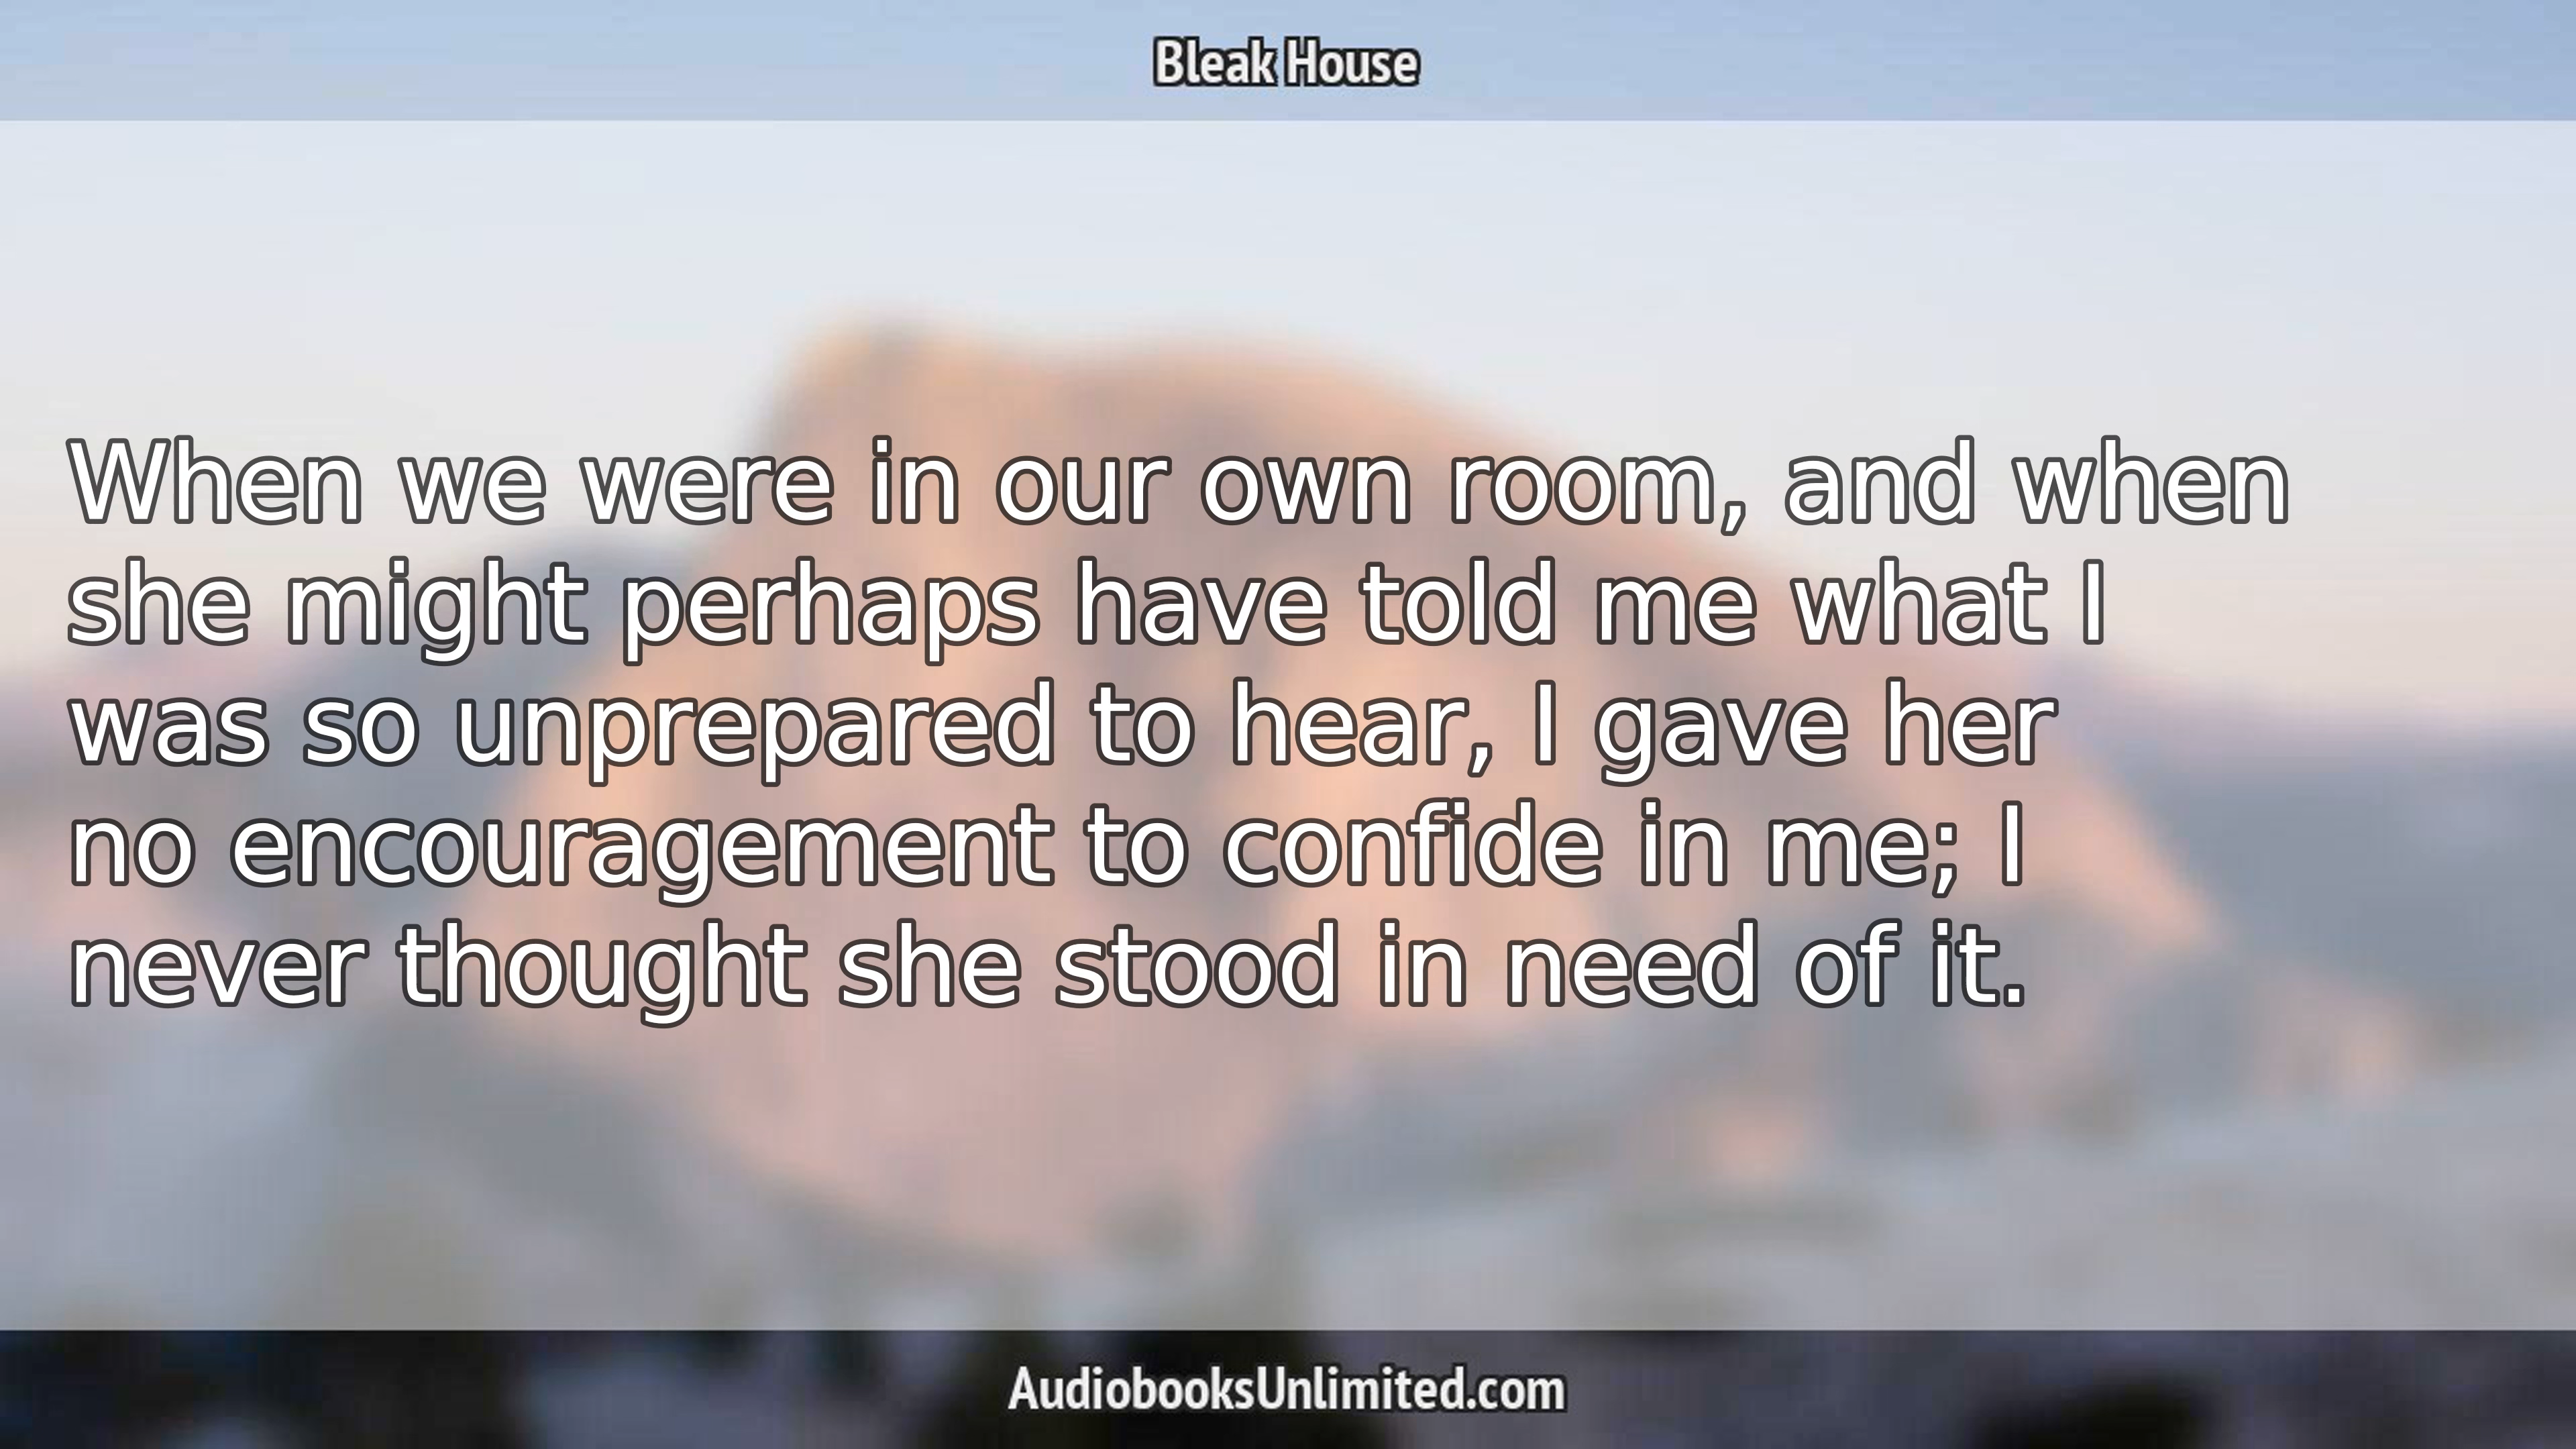 Bleak House
When we were in our own room, and when
she might perhaps have told me what I
was so unprepared to hear, I gave her
no encouragement to confide in me; I
never thought she stood in need of it.
AudiobooksUnlimited.com